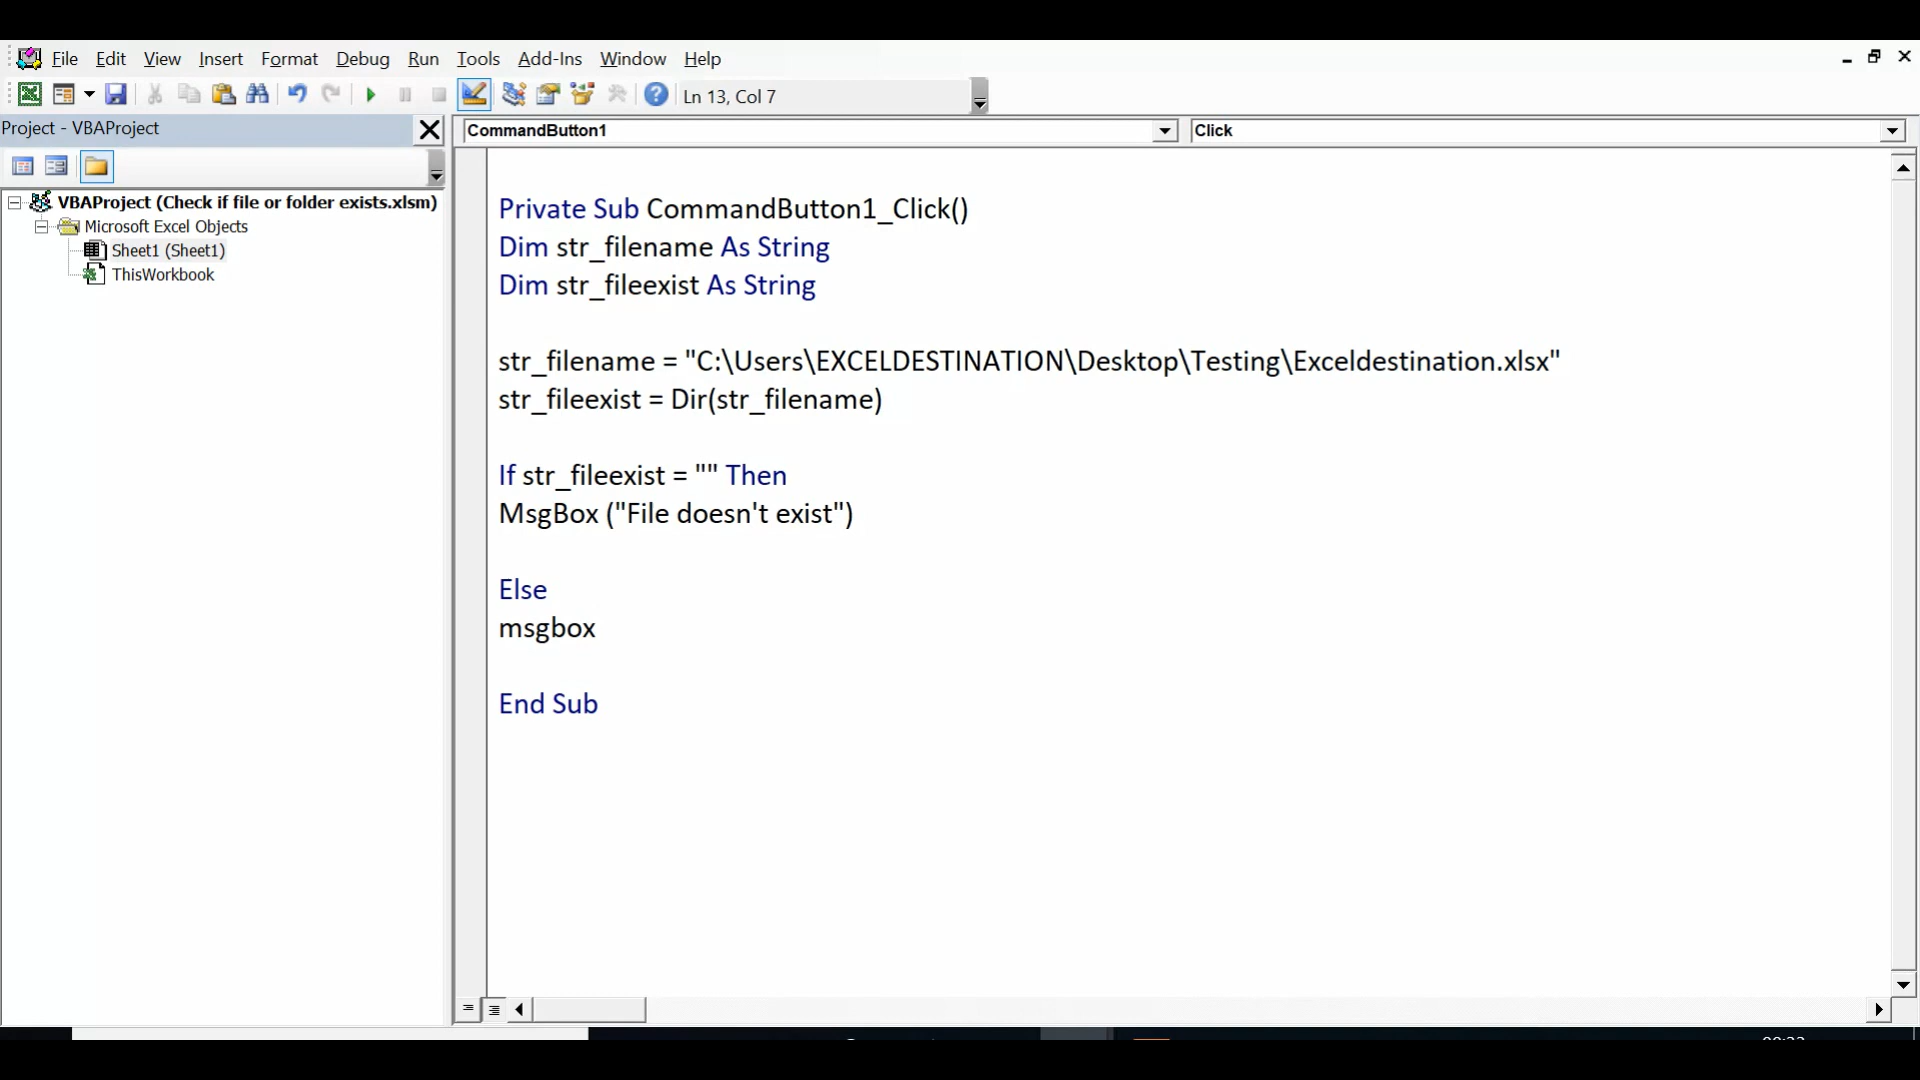 File Edit View Insert Format Debug Run Tools Add-Ins Window Help
Ln 13, Col 7
Project - VBAProject
CommandButton1
Click
VBAProject (Check if file or folder exists.xlsm)
Microsoft Excel Objects
Sheet1 (Sheet1)
ThisWorkbook
Private Sub CommandButton1_Click()
Dim str_filename As String
Dim str_fileexist As String
str_filename = "C:\Users\EXCELDESTINATION\Desktop\Testing\Exceldestination.xlsx"
str_fileexist = Dir(str_filename)
If str_fileexist = "" Then
MsgBox ("File doesn't exist")
Else
msgbox
End Sub